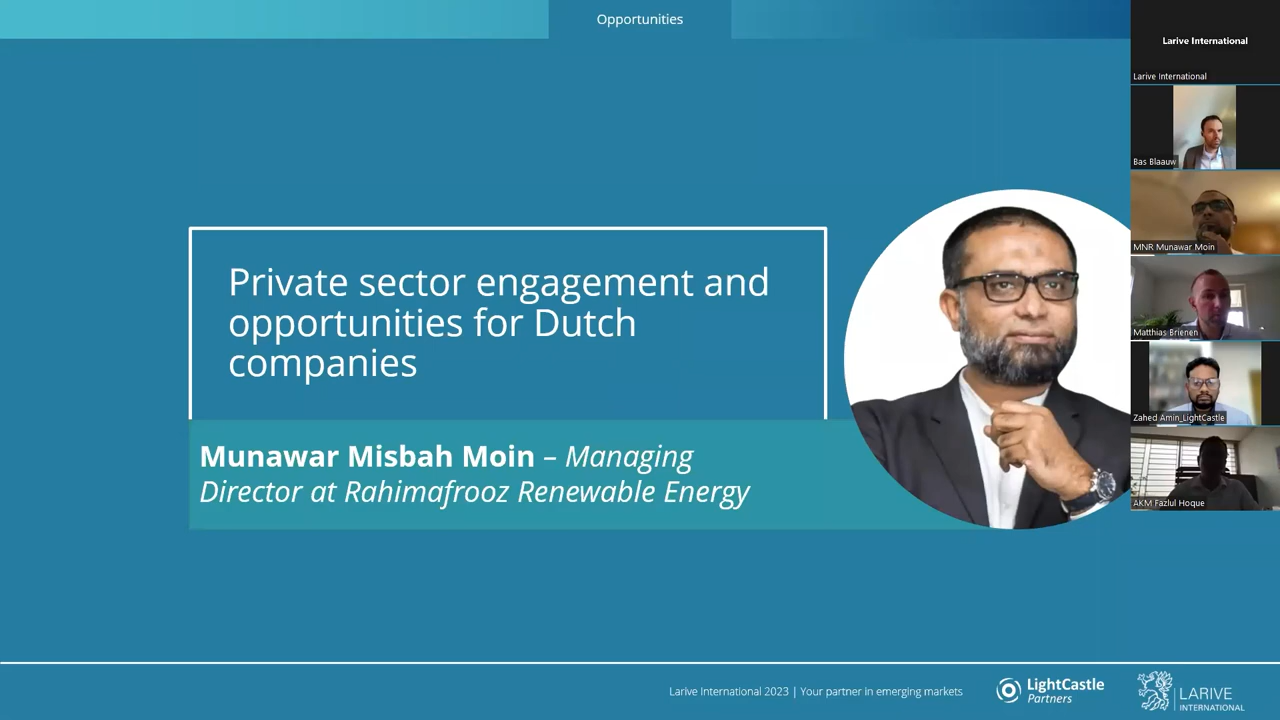 Opportunities
Private sector engagement and
opportunities for Dutch
companies
Munawar Misbah Moin – Managing
Director at Rahimafrooz Renewable Energy
Larive International
Larive International
Bas Blaauw
MNR Munawar Moin
Matthias Brienen
Zahed Amin_LightCastle
AKM Fazlul Hoque
Larive International 2023 | Your partner in emerging markets
LightCastle
Partners
LARIVE
INTERNATIONAL